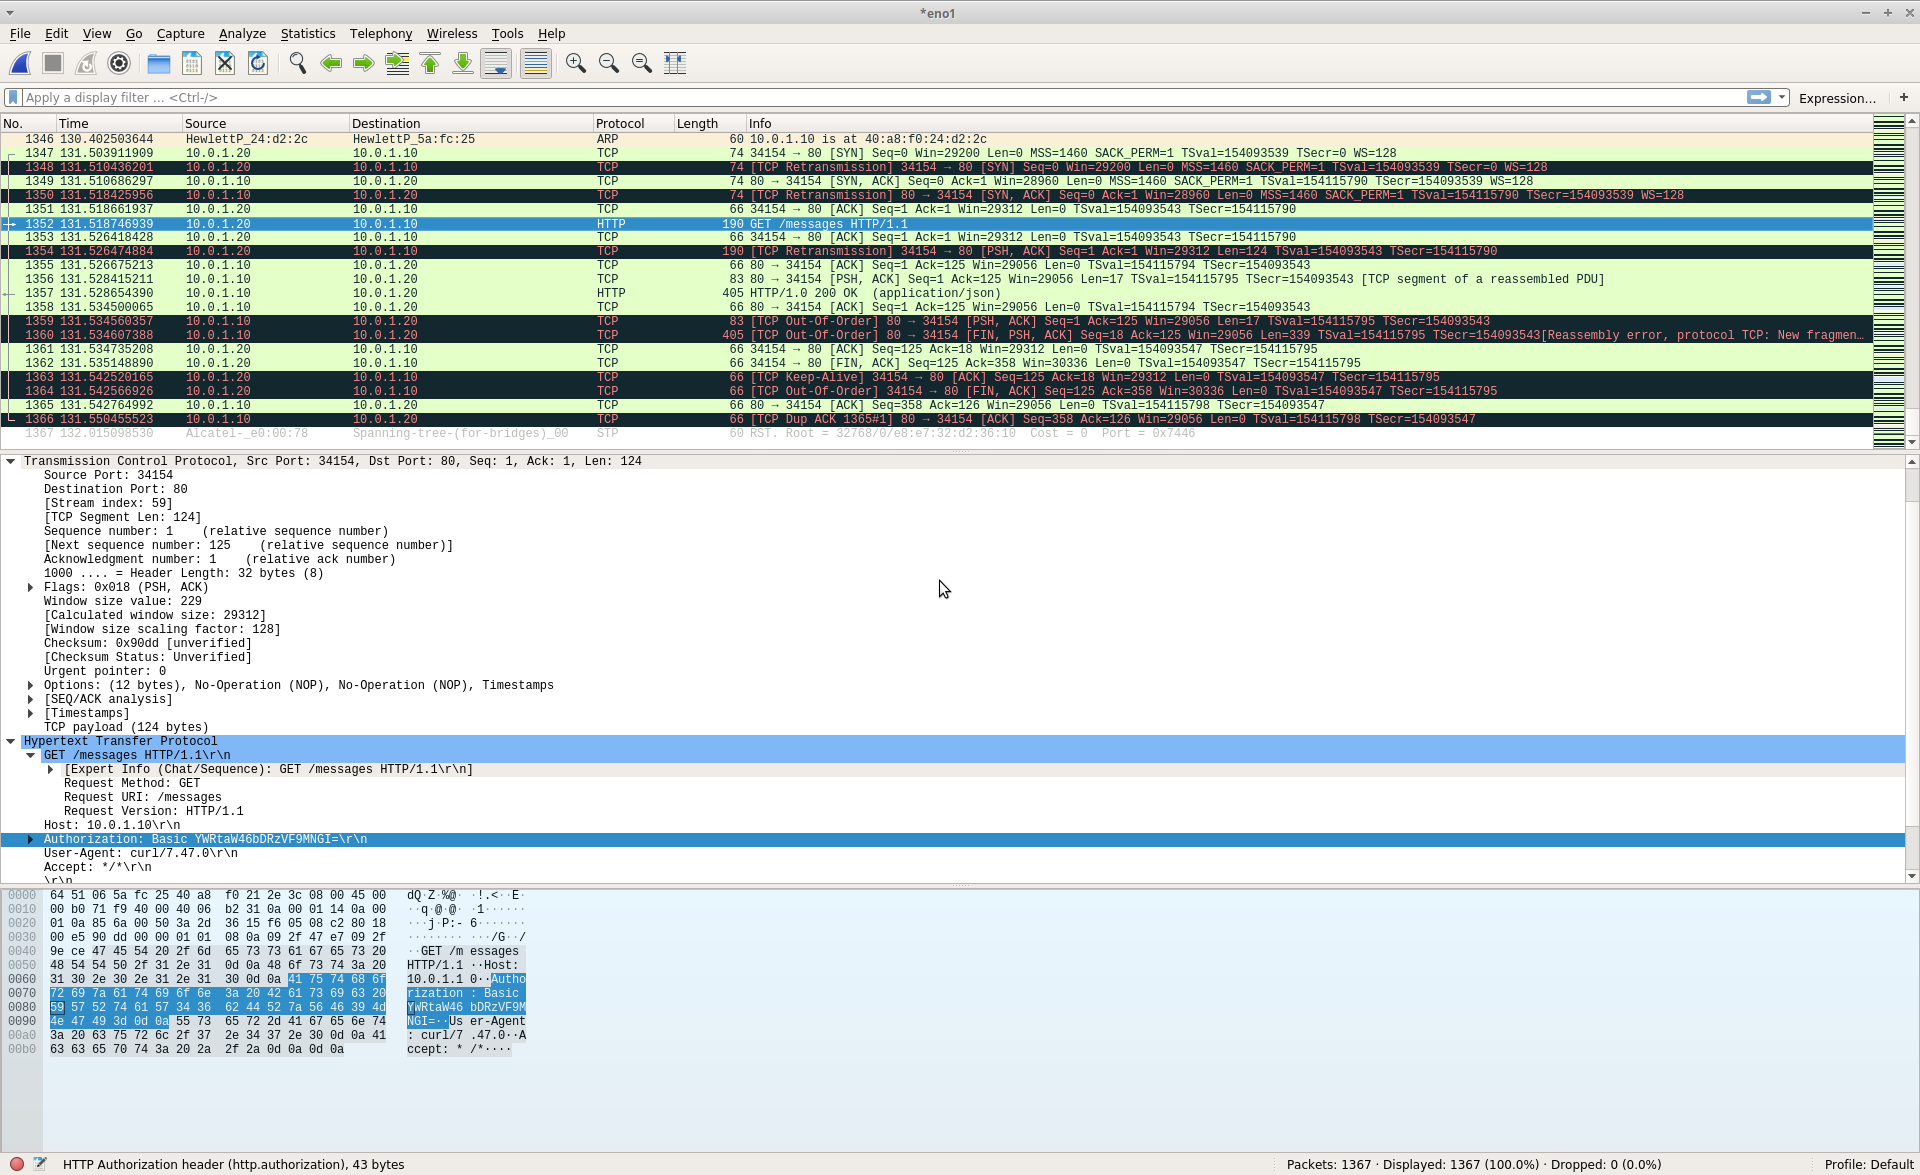 *eno1
File Edit View Go Capture Analyze Statistics Telephony Wireless Tools Help
Apply a display filter ... <Ctrl-/> Expression... +
No. Time Source Destination Protocol Length Info
1346 130.402503644 HewlettP_24:d2:2c HewlettP_5a:fc:25 ARP 60 10.0.1.10 is at 40:a8:f0:24:d2:2c
1347 131.503911909 10.0.1.20 10.0.1.10 TCP 74 34154 → 80 [SYN] Seq=0 Win=29200 Len=0 MSS=1460 SACK_PERM=1 TSval=154093539 TSecr=0 WS=128
1348 131.510436201 10.0.1.20 10.0.1.10 TCP 74 [TCP Retransmission] 34154 → 80 [SYN] Seq=0 Win=29200 Len=0 MSS=1460 SACK_PERM=1 TSval=154093539 TSecr=0 WS=128
1349 131.510686297 10.0.1.10 10.0.1.20 TCP 74 80 → 34154 [SYN, ACK] Seq=0 Ack=1 Win=28960 Len=0 MSS=1460 SACK_PERM=1 TSval=154115790 TSecr=154093539 WS=128
1350 131.518425956 10.0.1.10 10.0.1.20 TCP 74 [TCP Retransmission] 80 → 34154 [SYN, ACK] Seq=0 Ack=1 Win=28960 Len=0 MSS=1460 SACK_PERM=1 TSval=154115790 TSecr=154093539 WS=128
1351 131.518661937 10.0.1.20 10.0.1.10 TCP 66 34154 → 80 [ACK] Seq=1 Ack=1 Win=29312 Len=0 TSval=154093543 TSecr=154115790
1352 131.518746939 10.0.1.20 10.0.1.10 HTTP 190 GET /messages HTTP/1.1
1353 131.526418428 10.0.1.20 10.0.1.10 TCP 66 34154 → 80 [ACK] Seq=1 Ack=1 Win=29312 Len=0 TSval=154093543 TSecr=154115790
1354 131.526474884 10.0.1.20 10.0.1.10 TCP 190 [TCP Retransmission] 34154 → 80 [PSH, ACK] Seq=1 Ack=1 Win=29312 Len=124 TSval=154093543 TSecr=154115790
1355 131.526675213 10.0.1.10 10.0.1.20 TCP 66 80 → 34154 [ACK] Seq=1 Ack=125 Win=29056 Len=0 TSval=154115794 TSecr=154093543
1356 131.528415211 10.0.1.10 10.0.1.20 TCP 83 80 → 34154 [PSH, ACK] Seq=1 Ack=125 Win=29056 Len=17 TSval=154115795 TSecr=154093543 [TCP segment of a reassembled PDU]
1357 131.528654390 10.0.1.10 10.0.1.20 HTTP 405 HTTP/1.0 200 OK (application/json)
1358 131.534500065 10.0.1.10 10.0.1.20 TCP 66 80 → 34154 [ACK] Seq=1 Ack=125 Win=29056 Len=0 TSval=154115794 TSecr=154093543
1359 131.534560357 10.0.1.10 10.0.1.20 TCP 83 [TCP Out-Of-Order] 80 → 34154 [PSH, ACK] Seq=1 Ack=125 Win=29056 Len=17 TSval=154115795 TSecr=154093543
1360 131.534607388 10.0.1.10 10.0.1.20 TCP 405 [TCP Out-Of-Order] 80 → 34154 [FIN, PSH, ACK] Seq=18 Ack=125 Win=29056 Len=339 TSval=154115795 TSecr=154093543[Reassembly error, protocol TCP: New fragmen…
1361 131.534735208 10.0.1.20 10.0.1.10 TCP 66 34154 → 80 [ACK] Seq=125 Ack=18 Win=29312 Len=0 TSval=154093547 TSecr=154115795
1362 131.535148890 10.0.1.20 10.0.1.10 TCP 66 34154 → 80 [FIN, ACK] Seq=125 Ack=358 Win=30336 Len=0 TSval=154093547 TSecr=154115795
1363 131.542520165 10.0.1.20 10.0.1.10 TCP 66 [TCP Keep-Alive] 34154 → 80 [ACK] Seq=125 Ack=18 Win=29312 Len=0 TSval=154093547 TSecr=154115795
1364 131.542566926 10.0.1.20 10.0.1.10 TCP 66 [TCP Out-Of-Order] 34154 → 80 [FIN, ACK] Seq=125 Ack=358 Win=30336 Len=0 TSval=154093547 TSecr=154115795
1365 131.542764992 10.0.1.10 10.0.1.20 TCP 66 80 → 34154 [ACK] Seq=358 Ack=126 Win=29056 Len=0 TSval=154115798 TSecr=154093547
1366 131.550455523 10.0.1.10 10.0.1.20 TCP 66 [TCP Dup ACK 1365#1] 80 → 34154 [ACK] Seq=358 Ack=126 Win=29056 Len=0 TSval=154115798 TSecr=154093547
1367 132.015098530 Alcatel-_e0:00:78 Spanning-tree-(for-bridges)_00 STP 60 RST. Root = 32768/0/e8:e7:32:d2:36:10 Cost = 0 Port = 0x7446
Transmission Control Protocol, Src Port: 34154, Dst Port: 80, Seq: 1, Ack: 1, Len: 124
Source Port: 34154
Destination Port: 80
[Stream index: 59]
[TCP Segment Len: 124]
Sequence number: 1 (relative sequence number)
[Next sequence number: 125 (relative sequence number)]
Acknowledgment number: 1 (relative ack number)
1000 .... = Header Length: 32 bytes (8)
Flags: 0x018 (PSH, ACK)
Window size value: 229
[Calculated window size: 29312]
[Window size scaling factor: 128]
Checksum: 0x90dd [unverified]
[Checksum Status: Unverified]
Urgent pointer: 0
Options: (12 bytes), No-Operation (NOP), No-Operation (NOP), Timestamps
[SEQ/ACK analysis]
[Timestamps]
TCP payload (124 bytes)
Hypertext Transfer Protocol
GET /messages HTTP/1.1\r\n
[Expert Info (Chat/Sequence): GET /messages HTTP/1.1\r\n]
Request Method: GET
Request URI: /messages
Request Version: HTTP/1.1
Host: 10.0.1.10\r\n
Authorization: Basic YWRtaW46bDRzVF9MNGI=\r\n
User-Agent: curl/7.47.0\r\n
Accept: */*\r\n
\r\n
0000 64 51 06 5a fc 25 40 a8 f0 21 2e 3c 08 00 45 00 dQ·Z·%@· ·!.<··E·
0010 00 b0 71 f9 40 00 40 06 b2 31 0a 00 01 14 0a 00 ··q·@·@· ·1······
0020 01 0a 85 6a 00 50 3a 2d 36 15 f6 05 08 c2 80 18 ···j·P:- 6·······
0030 00 e5 90 dd 00 00 01 01 08 0a 09 2f 47 e7 09 2f ········ ···/G··/
0040 9e ce 47 45 54 20 2f 6d 65 73 73 61 67 65 73 20 ··GET /m essages
0050 48 54 54 50 2f 31 2e 31 0d 0a 48 6f 73 74 3a 20 HTTP/1.1 ··Host:
0060 31 30 2e 30 2e 31 2e 31 30 0d 0a 41 75 74 68 6f 10.0.1.1 0··Autho
0070 72 69 7a 61 74 69 6f 6e 3a 20 42 61 73 69 63 20 rization : Basic
0080 59 57 52 74 61 57 34 36 62 44 52 7a 56 46 39 4d YWRtaW46 bDRzVF9M
0090 4e 47 49 3d 0d 0a 55 73 65 72 2d 41 67 65 6e 74 NGI=··Us er-Agent
00a0 3a 20 63 75 72 6c 2f 37 2e 34 37 2e 30 0d 0a 41 : curl/7 .47.0··A
00b0 63 63 65 70 74 3a 20 2a 2f 2a 0d 0a 0d 0a ccept: * /*····
HTTP Authorization header (http.authorization), 43 bytes Packets: 1367 · Displayed: 1367 (100.0%) · Dropped: 0 (0.0%) Profile: Default